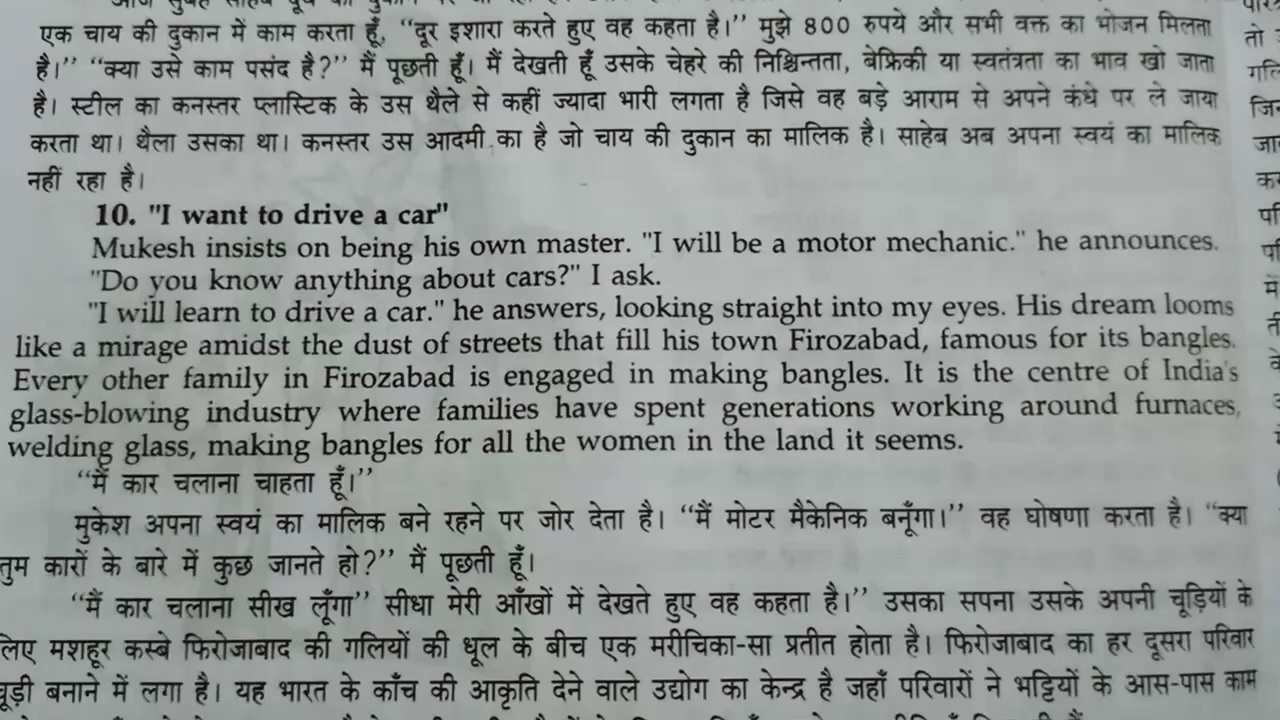 एक चाय की दुकान में काम करता हूँ, “दूर इशारा करते हुए वह कहता है।” मुझे 800 रुपये और सभी वक्त का भोजन मिलता
है।” “क्या उसे काम पसंद है?” मैं पूछती हूँ। मैं देखती हूँ उसके चेहरे की निश्चिन्तता, बेफ्रिकी या स्वतंत्रता का भाव खो जाता
है। स्टील का कनस्तर प्लास्टिक के उस थैले से कहीं ज्यादा भारी लगता है जिसे वह बड़े आराम से अपने कंधे पर ले जाया
करता था। थैला उसका था। कनस्तर उस आदमी का है जो चाय की दुकान का मालिक है। साहेब अब अपना स्वयं का मालिक
नहीं रहा है।
10. "I want to drive a car"
Mukesh insists on being his own master. "I will be a motor mechanic." he announces.
"Do you know anything about cars?" I ask.
"I will learn to drive a car." he answers, looking straight into my eyes. His dream looms
like a mirage amidst the dust of streets that fill his town Firozabad, famous for its bangles.
Every other family in Firozabad is engaged in making bangles. It is the centre of India's
glass-blowing industry where families have spent generations working around furnaces,
welding glass, making bangles for all the women in the land it seems.
“मैं कार चलाना चाहता हूँ।”
मुकेश अपना स्वयं का मालिक बने रहने पर जोर देता है। “मैं मोटर मैकेनिक बनूँगा।” वह घोषणा करता है। “क्या
तुम कारों के बारे में कुछ जानते हो?” मैं पूछती हूँ।
“मैं कार चलाना सीख लूँगा” सीधा मेरी आँखों में देखते हुए वह कहता है।” उसका सपना उसके अपनी चूड़ियों के
लिए मशहूर कस्बे फिरोजाबाद की गलियों की धूल के बीच एक मरीचिका-सा प्रतीत होता है। फिरोजाबाद का हर दूसरा परिवार
चूड़ी बनाने में लगा है। यह भारत के काँच की आकृति देने वाले उद्योग का केन्द्र है जहाँ परिवारों ने भट्टियों के आस-पास काम